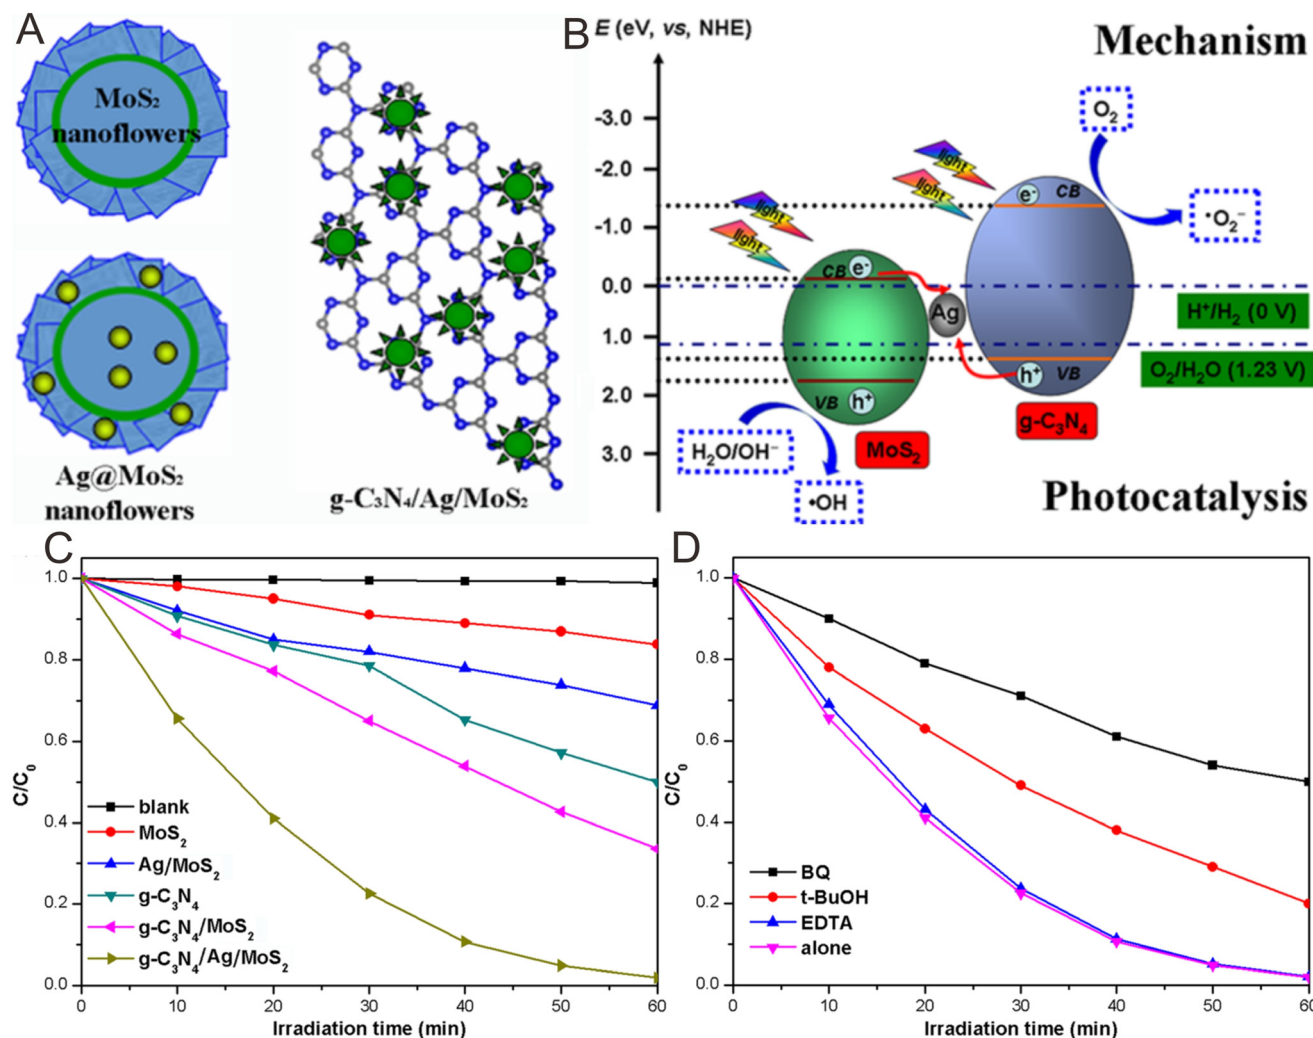 A
MoS₂
nanoflowers
Ag@MoS₂
nanoflowers
g-C₃N₄/Ag/MoS₂
B
E (eV, vs, NHE)
Mechanism
-3.0
-2.0
-1.0
0.0
1.0
2.0
3.0
light
light
light
light
O₂
e⁻ CB
•O₂⁻
CB e⁻
Ag
H⁺/H₂ (0 V)
O₂/H₂O (1.23 V)
h⁺ VB
VB h⁺
g-C₃N₄
MoS₂
H₂O/OH⁻
•OH
Photocatalysis
C
1.0
0.8
0.6
0.4
0.2
0.0
C/C₀
blank
MoS₂
Ag/MoS₂
g-C₃N₄
g-C₃N₄/MoS₂
g-C₃N₄/Ag/MoS₂
0 10 20 30 40 50 60
Irradiation time (min)
D
1.0
0.8
0.6
0.4
0.2
0.0
C/C₀
BQ
t-BuOH
EDTA
alone
0 10 20 30 40 50 60
Irradiation time (min)